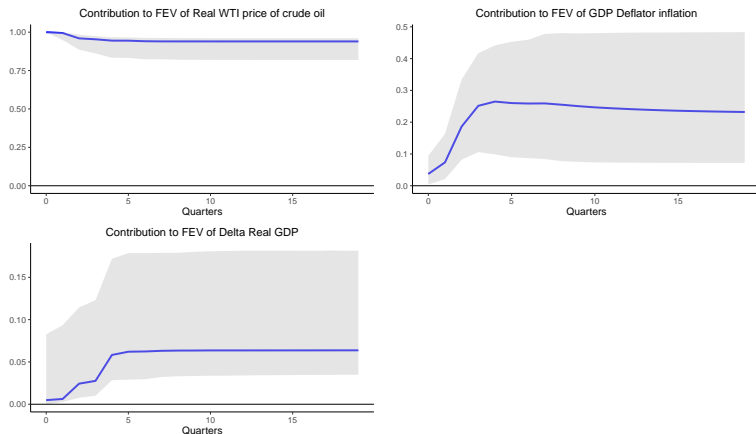 Contribution to FEV of Real WTI price of crude oil
1.00
0.75
0.50
0.25
0.00
0 5 10 15
Quarters
Contribution to FEV of GDP Deflator inflation
0.5
0.4
0.3
0.2
0.1
0.0
0 5 10 15
Quarters
Contribution to FEV of Delta Real GDP
0.15
0.10
0.05
0.00
0 5 10 15
Quarters